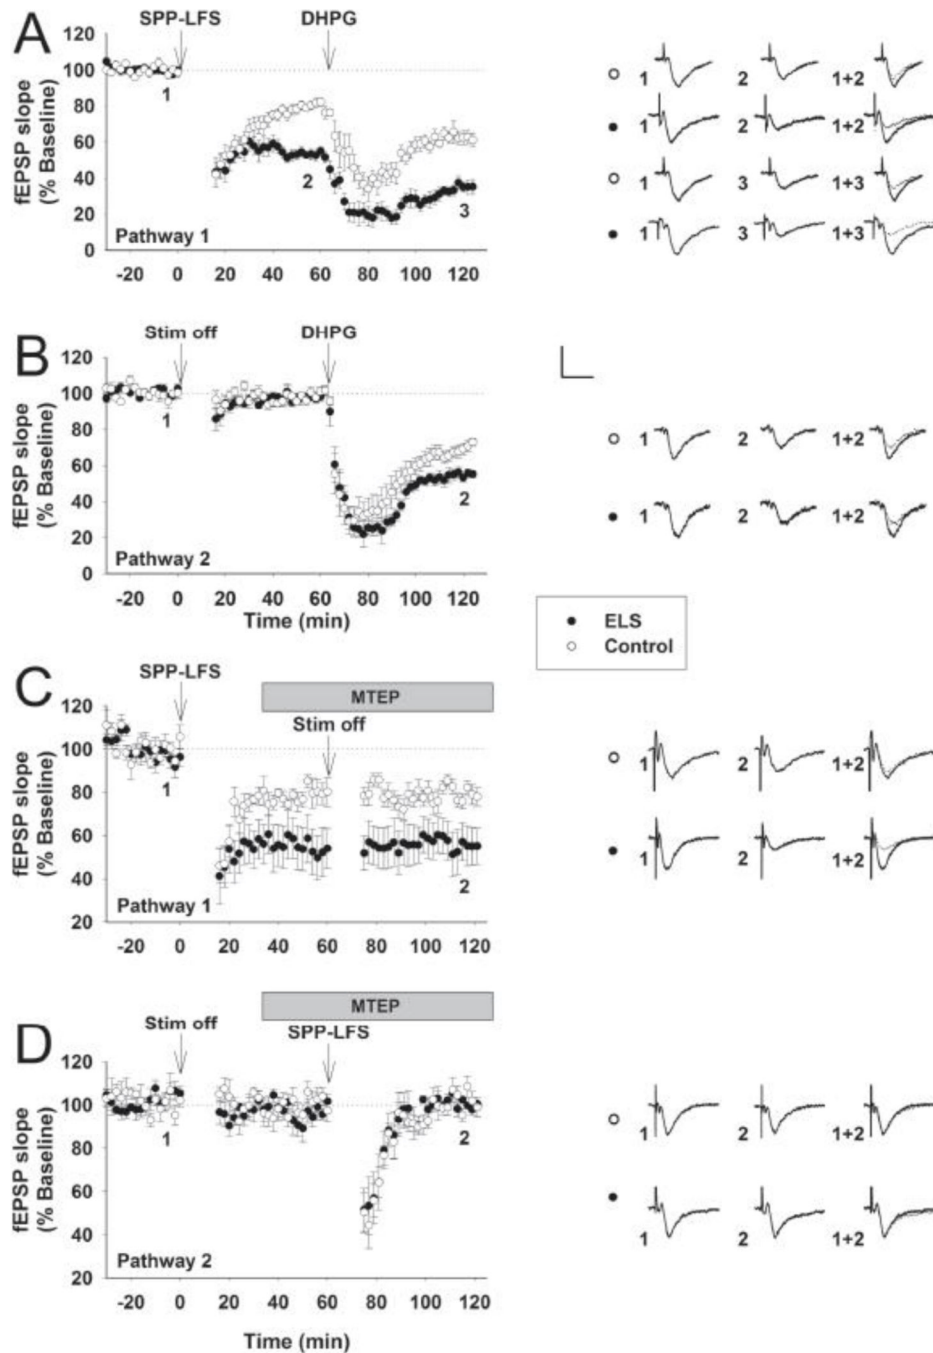 A
SPP-LFS
DHPG
120
100
80
60
40
20
0
fEPSP slope
(% Baseline)
1
2
3
Pathway 1
-20 0 20 40 60 80 100 120
1 2 1+2
1 2 1+2
1 3 1+3
1 3 1+3
B
Stim off
DHPG
120
100
80
60
40
20
0
fEPSP slope
(% Baseline)
1
2
Pathway 2
-20 0 20 40 60 80 100 120
Time (min)
1 2 1+2
1 2 1+2
ELS
Control
C
SPP-LFS
MTEP
Stim off
120
100
80
60
40
20
fEPSP slope
(% Baseline)
1
2
Pathway 1
-20 0 20 40 60 80 100 120
1 2 1+2
1 2 1+2
D
MTEP
Stim off
SPP-LFS
120
100
80
60
40
20
fEPSP slope
(% Baseline)
1
2
Pathway 2
-20 0 20 40 60 80 100 120
Time (min)
1 2 1+2
1 2 1+2